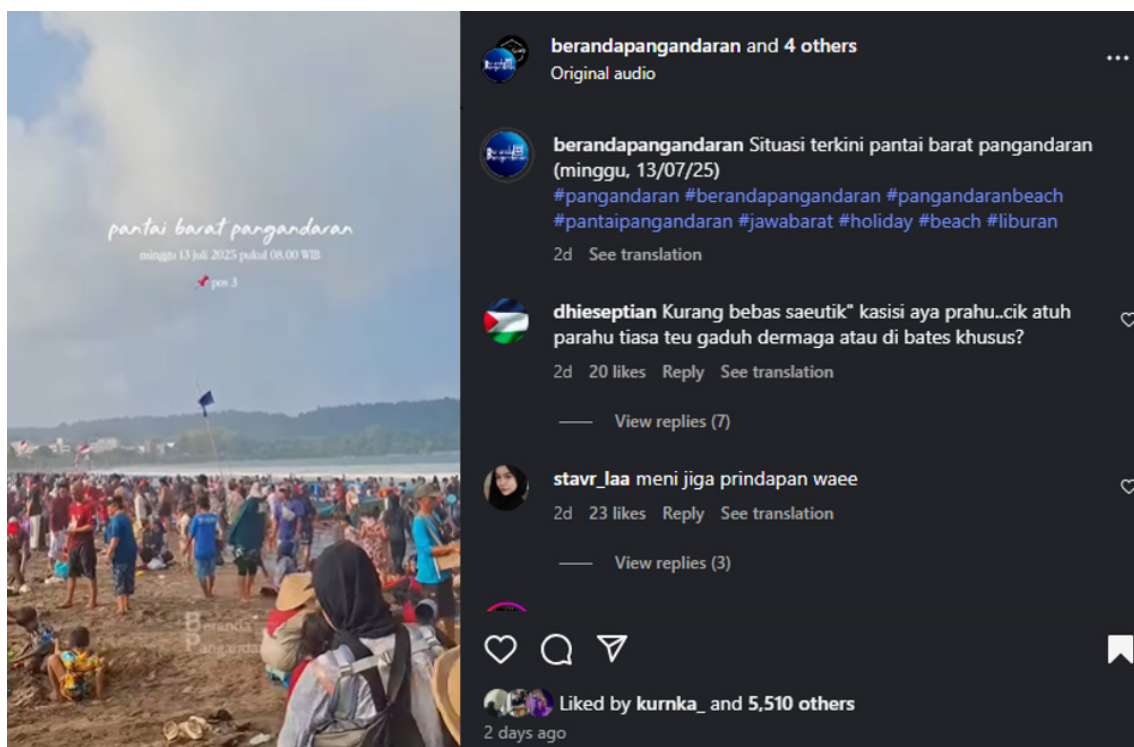 pantai barat pangandaran
minggu 13 juli 2025 pukul 08.00 WIB
pos 3
Beranda
berandapangandaran and 4 others
Original audio
berandapangandaran Situasi terkini pantai barat pangandaran
(minggu, 13/07/25)
#pangandaran #berandapangandaran #pangandaranbeach
#pantaipangandaran #jawabarat #holiday #beach #liburan
2d See translation
dhieseptian Kurang bebas saeutik" kasisi aya prahu..cik atuh
parahu tiasa teu gaduh dermaga atau di bates khusus?
2d 20 likes Reply See translation
View replies (7)
stavr_laa meni jiga prindapan waee
2d 23 likes Reply See translation
View replies (3)
Liked by kurnka_ and 5,510 others
2 days ago